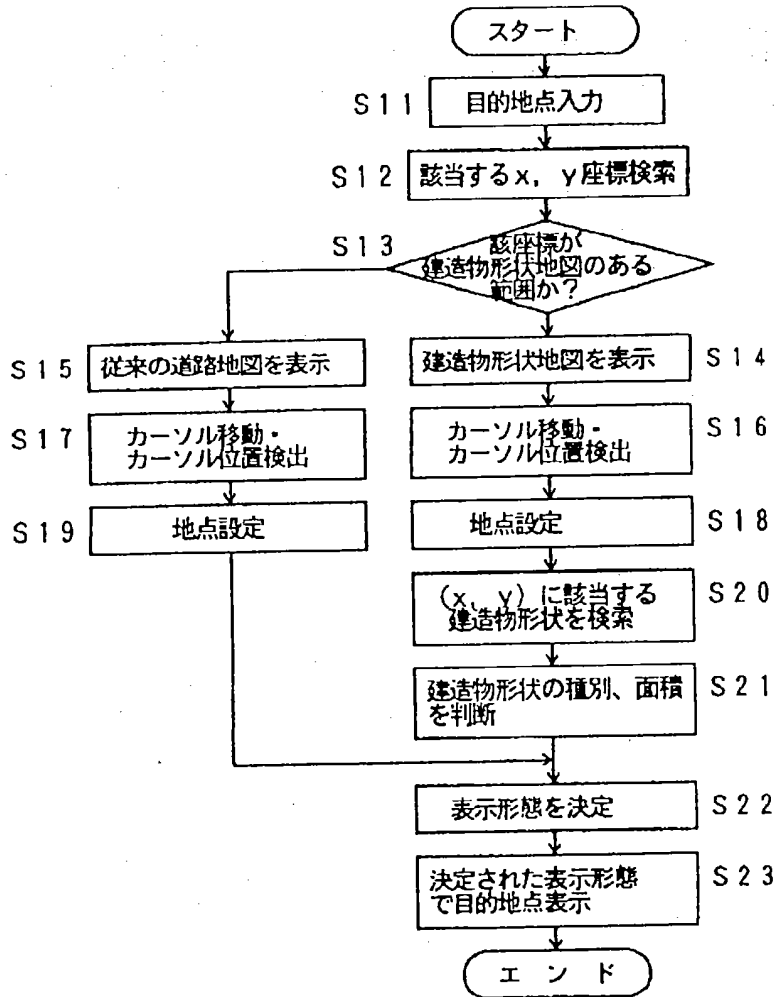 スタート
S11
目的地点入力
S12
該当するx，y座標検索
S13
該座標が
建造物形状地図のある
範囲か？
S15
従来の道路地図を表示
建造物形状地図を表示
S14
S17
カーソル移動・
カーソル位置検出
カーソル移動・
カーソル位置検出
S16
S19
地点設定
地点設定
S18
(x、y)に該当する
建造物形状を検索
S20
建造物形状の種別、面積
を判断
S21
表示形態を決定
S22
決定された表示形態
で目的地点表示
S23
エンド